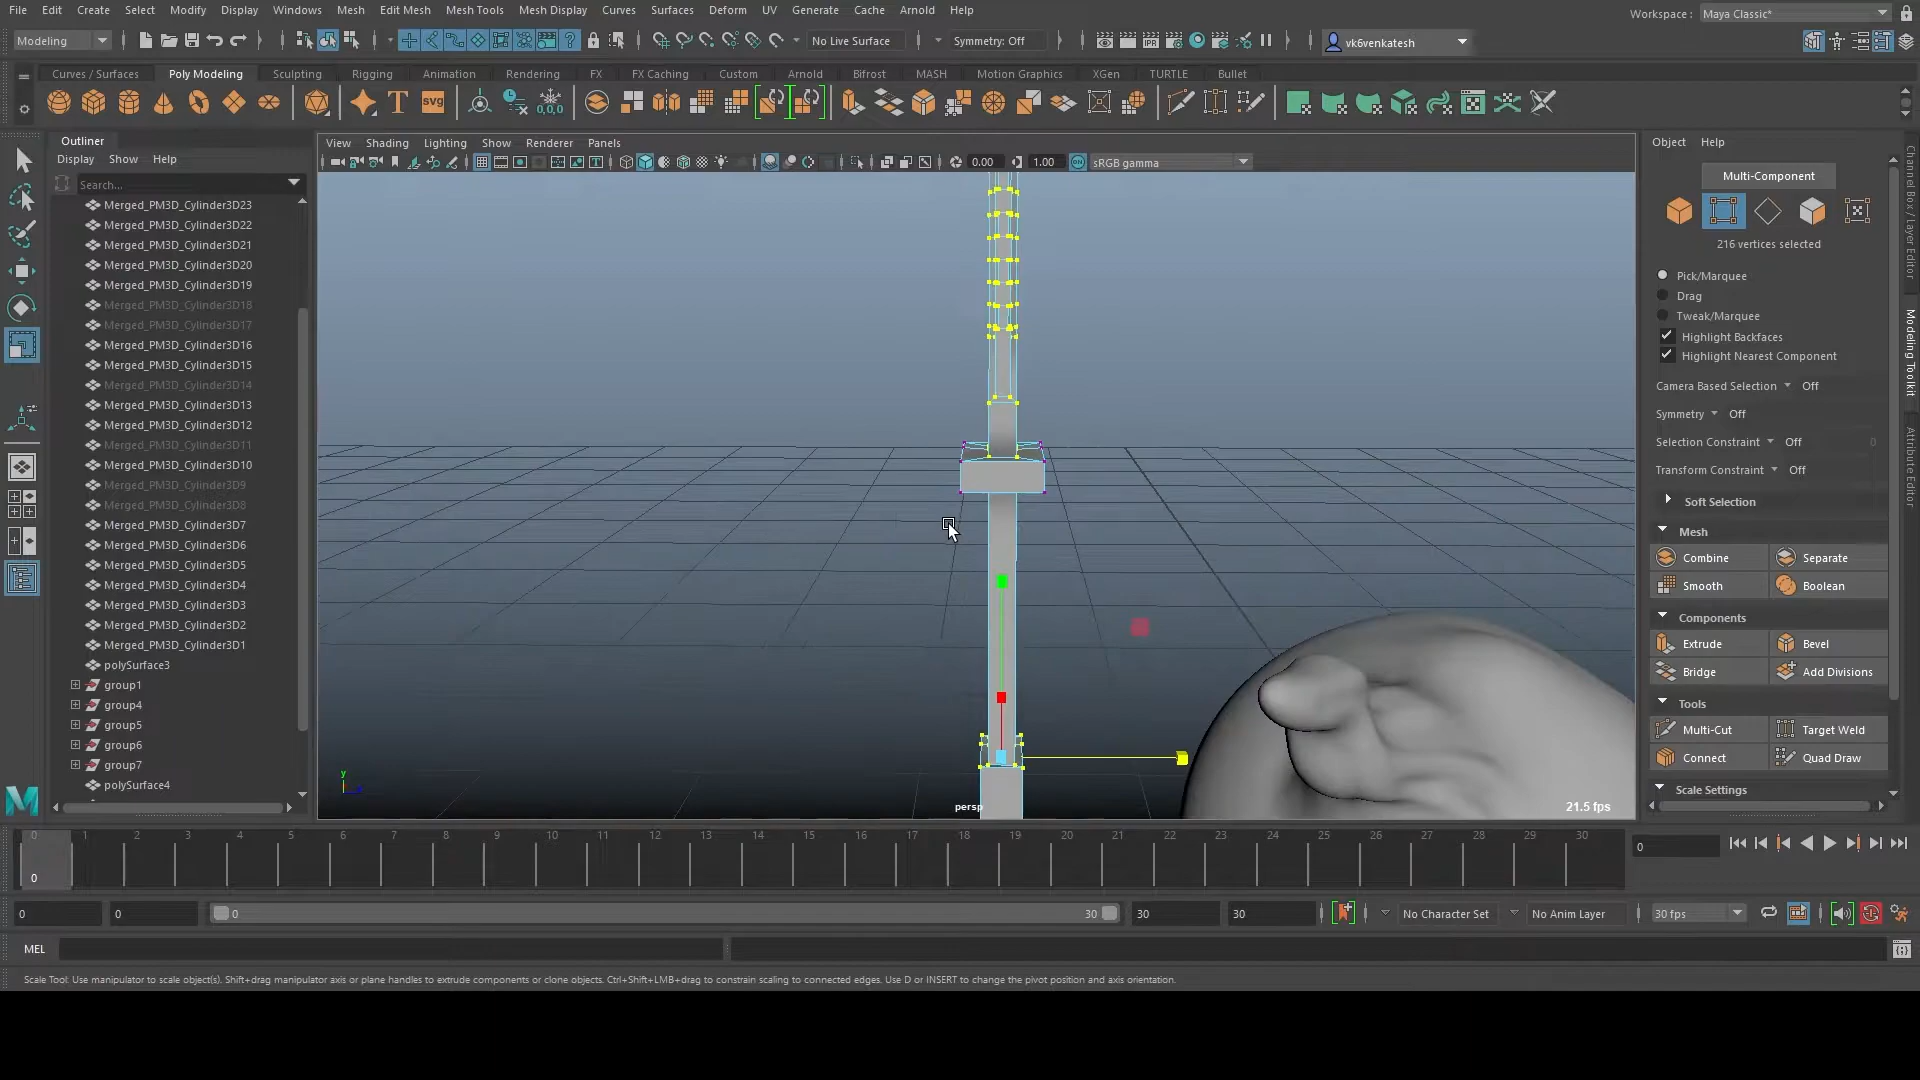 File Edit Create Select Modify Display Windows Mesh Edit Mesh Mesh Tools Mesh Display Curves Surfaces Deform UV Generate Cache Arnold Help
Workspace : Maya Classic*
Modeling No Live Surface Symmetry: Off vk6venkatesh
Curves / Surfaces Poly Modeling Sculpting Rigging Animation Rendering FX FX Caching Custom Arnold Bifrost MASH Motion Graphics XGen TURTLE Bullet
T svg 0,0,0
Outliner
Display Show Help
Search...
Merged_PM3D_Cylinder3D23
Merged_PM3D_Cylinder3D22
Merged_PM3D_Cylinder3D21
Merged_PM3D_Cylinder3D20
Merged_PM3D_Cylinder3D19
Merged_PM3D_Cylinder3D18
Merged_PM3D_Cylinder3D17
Merged_PM3D_Cylinder3D16
Merged_PM3D_Cylinder3D15
Merged_PM3D_Cylinder3D14
Merged_PM3D_Cylinder3D13
Merged_PM3D_Cylinder3D12
Merged_PM3D_Cylinder3D11
Merged_PM3D_Cylinder3D10
Merged_PM3D_Cylinder3D9
Merged_PM3D_Cylinder3D8
Merged_PM3D_Cylinder3D7
Merged_PM3D_Cylinder3D6
Merged_PM3D_Cylinder3D5
Merged_PM3D_Cylinder3D4
Merged_PM3D_Cylinder3D3
Merged_PM3D_Cylinder3D2
Merged_PM3D_Cylinder3D1
polySurface3
group1
group4
group5
group6
group7
polySurface4
View Shading Lighting Show Renderer Panels
0.00 1.00 ON sRGB gamma
y
persp
21.5 fps
Object Help
Multi-Component
216 vertices selected
Pick/Marquee
Drag
Tweak/Marquee
Highlight Backfaces
Highlight Nearest Component
Camera Based Selection Off
Symmetry Off
Selection Constraint Off 0
Transform Constraint Off
Soft Selection
Mesh
Combine Separate
Smooth Boolean
Components
Extrude Bevel
Bridge Add Divisions
Tools
Multi-Cut Target Weld
Connect Quad Draw
Scale Settings
Channel Box / Layer Editor
Modeling Toolkit
Attribute Editor
0 1 2 3 4 5 6 7 8 9 10 11 12 13 14 15 16 17 18 19 20 21 22 23 24 25 26 27 28 29 30
0
0
0 0 0 30 30 30 No Character Set No Anim Layer 30 fps
MEL
Scale Tool: Use manipulator to scale object(s). Shift+drag manipulator axis or plane handles to extrude components or clone objects. Ctrl+Shift+LMB+drag to constrain scaling to connected edges. Use D or INSERT to change the pivot position and axis orientation.